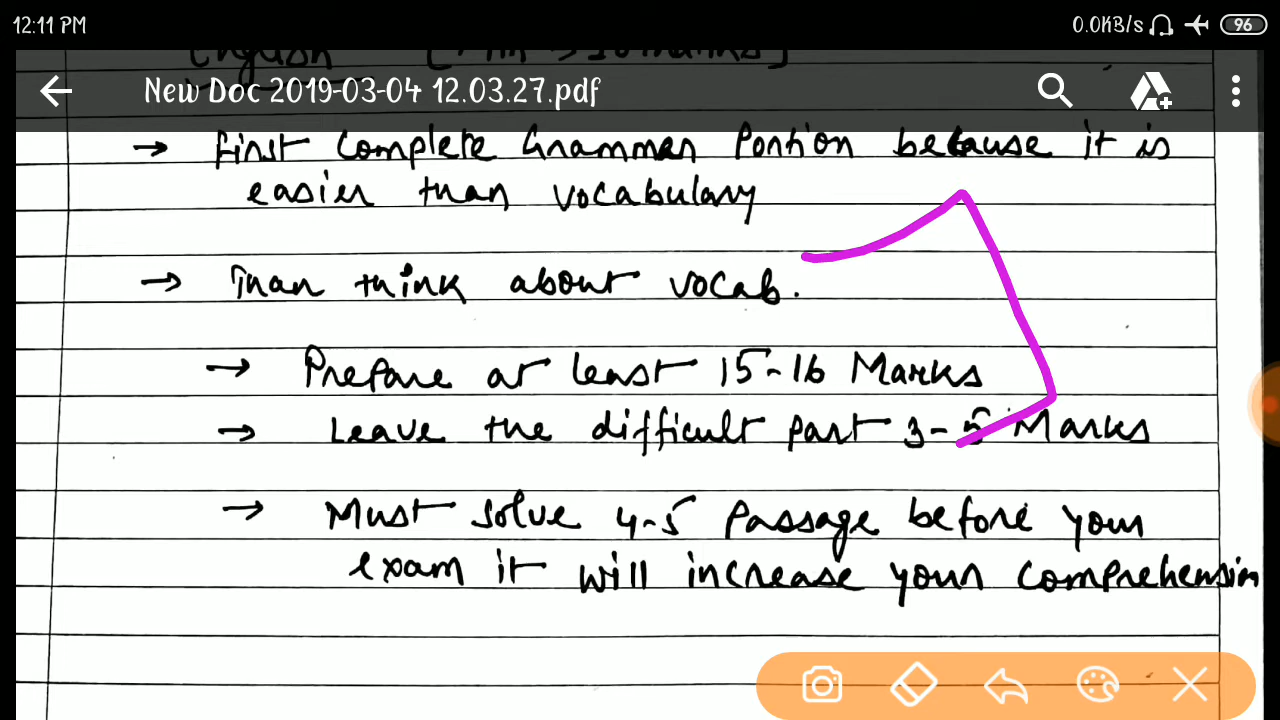 12:11 PM
0.0KB/s
96
New Doc 2019-03-04 12.03.27.pdf
→ First complete Grammer Portion because it is
easier than vocabulary
→ Than think about vocab.
→ Prepare at least 15-16 Marks
→ Leave the difficult part 3-5 Marks
→ Must solve 4-5 Passage before your
exam it will increase your comprehension